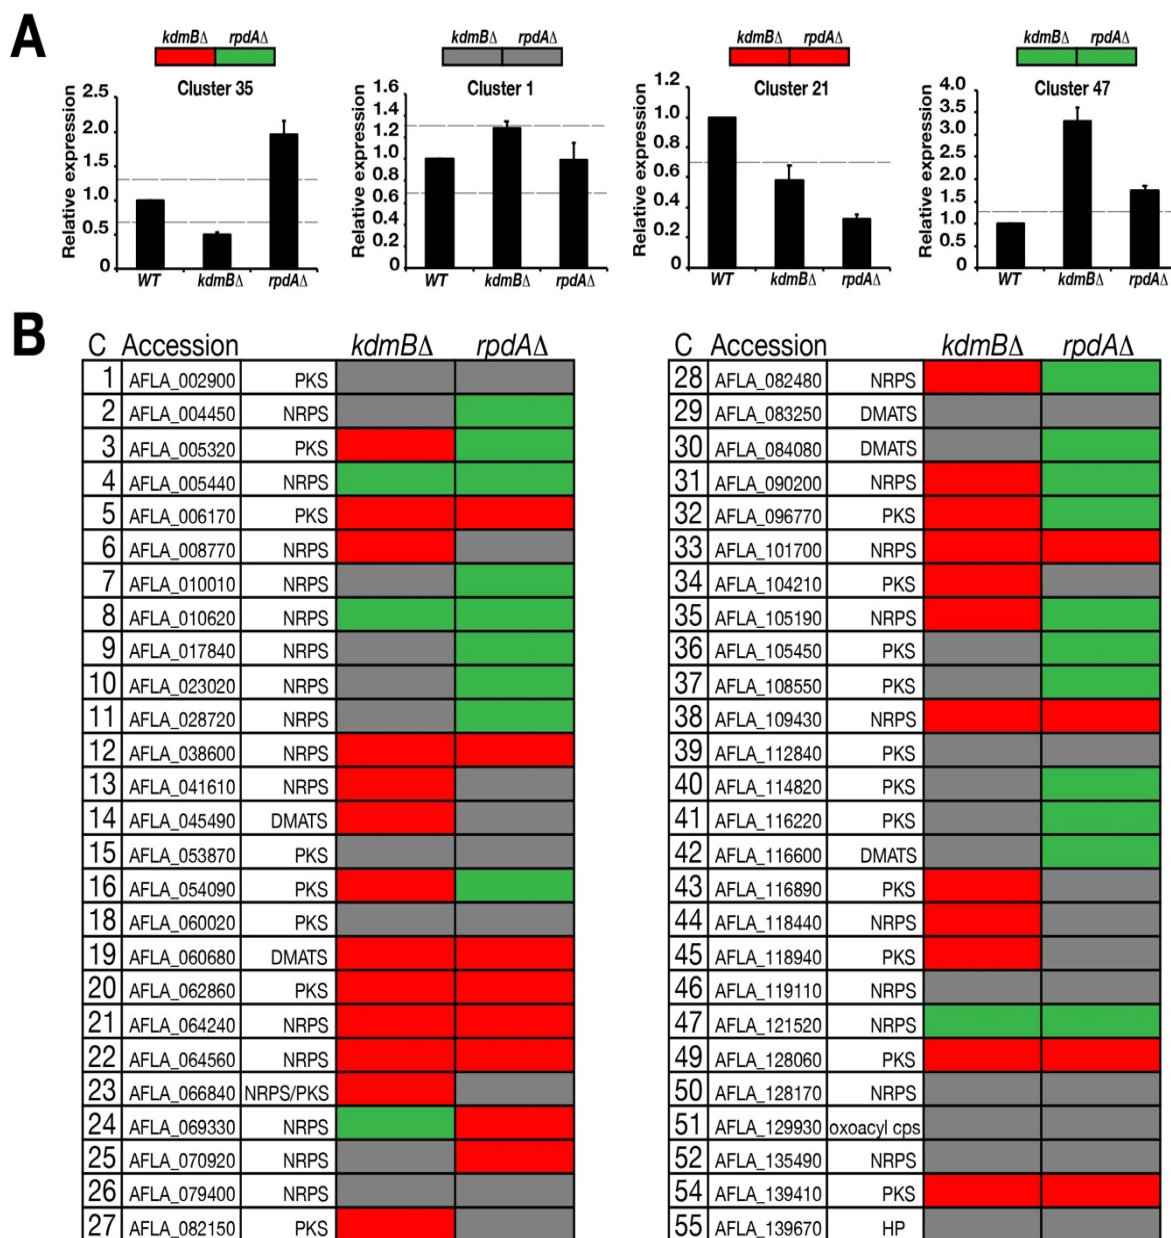 A
kdmBΔ rpdAΔ
Cluster 35
Relative expression
2.5
2.0
1.5
1.0
0.5
0
WT kdmBΔ rpdAΔ
kdmBΔ rpdAΔ
Cluster 1
Relative expression
1.6
1.4
1.2
1.0
0.8
0.6
0.4
0.2
0
WT kdmBΔ rpdAΔ
kdmBΔ rpdAΔ
Cluster 21
Relative expression
1.2
1.0
0.8
0.6
0.4
0.2
0
WT kdmBΔ rpdAΔ
kdmBΔ rpdAΔ
Cluster 47
Relative expression
4.0
3.5
3.0
2.5
2.0
1.5
1.0
0.5
0
WT kdmBΔ rpdAΔ
B
C Accession kdmBΔ rpdAΔ
1 AFLA_002900 PKS
2 AFLA_004450 NRPS
3 AFLA_005320 PKS
4 AFLA_005440 NRPS
5 AFLA_006170 PKS
6 AFLA_008770 NRPS
7 AFLA_010010 NRPS
8 AFLA_010620 NRPS
9 AFLA_017840 NRPS
10 AFLA_023020 NRPS
11 AFLA_028720 NRPS
12 AFLA_038600 NRPS
13 AFLA_041610 NRPS
14 AFLA_045490 DMATS
15 AFLA_053870 PKS
16 AFLA_054090 PKS
18 AFLA_060020 PKS
19 AFLA_060680 DMATS
20 AFLA_062860 PKS
21 AFLA_064240 NRPS
22 AFLA_064560 NRPS
23 AFLA_066840 NRPS/PKS
24 AFLA_069330 NRPS
25 AFLA_070920 NRPS
26 AFLA_079400 NRPS
27 AFLA_082150 PKS
C Accession kdmBΔ rpdAΔ
28 AFLA_082480 NRPS
29 AFLA_083250 DMATS
30 AFLA_084080 DMATS
31 AFLA_090200 NRPS
32 AFLA_096770 PKS
33 AFLA_101700 NRPS
34 AFLA_104210 PKS
35 AFLA_105190 NRPS
36 AFLA_105450 PKS
37 AFLA_108550 PKS
38 AFLA_109430 NRPS
39 AFLA_112840 PKS
40 AFLA_114820 PKS
41 AFLA_116220 PKS
42 AFLA_116600 DMATS
43 AFLA_116890 PKS
44 AFLA_118440 NRPS
45 AFLA_118940 PKS
46 AFLA_119110 NRPS
47 AFLA_121520 NRPS
49 AFLA_128060 PKS
50 AFLA_128170 NRPS
51 AFLA_129930 oxoacyl cps
52 AFLA_135490 NRPS
54 AFLA_139410 PKS
55 AFLA_139670 HP